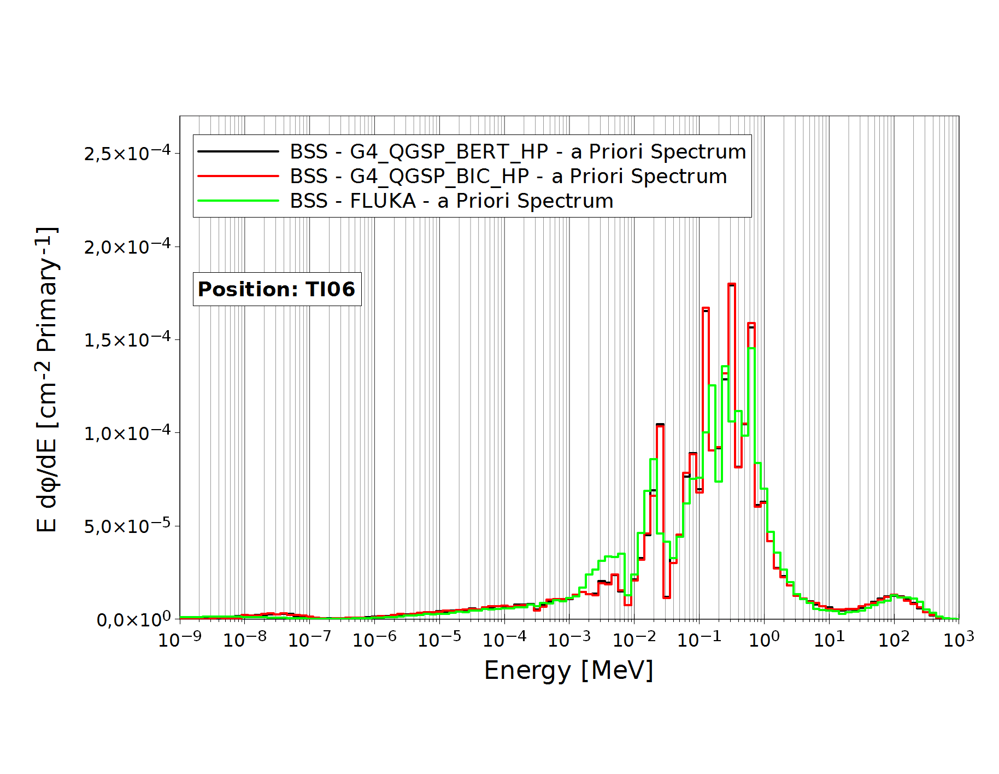 BSS - G4_QGSP_BERT_HP - a Priori Spectrum
BSS - G4_QGSP_BIC_HP - a Priori Spectrum
BSS - FLUKA - a Priori Spectrum
Position: TI06
E dφ/dE [cm-² Primary-¹]
2,5×10⁻⁴
2,0×10⁻⁴
1,5×10⁻⁴
1,0×10⁻⁴
5,0×10⁻⁵
0,0×10⁰
10⁻⁹ 10⁻⁸ 10⁻⁷ 10⁻⁶ 10⁻⁵ 10⁻⁴ 10⁻³ 10⁻² 10⁻¹ 10⁰ 10¹ 10² 10³
Energy [MeV]